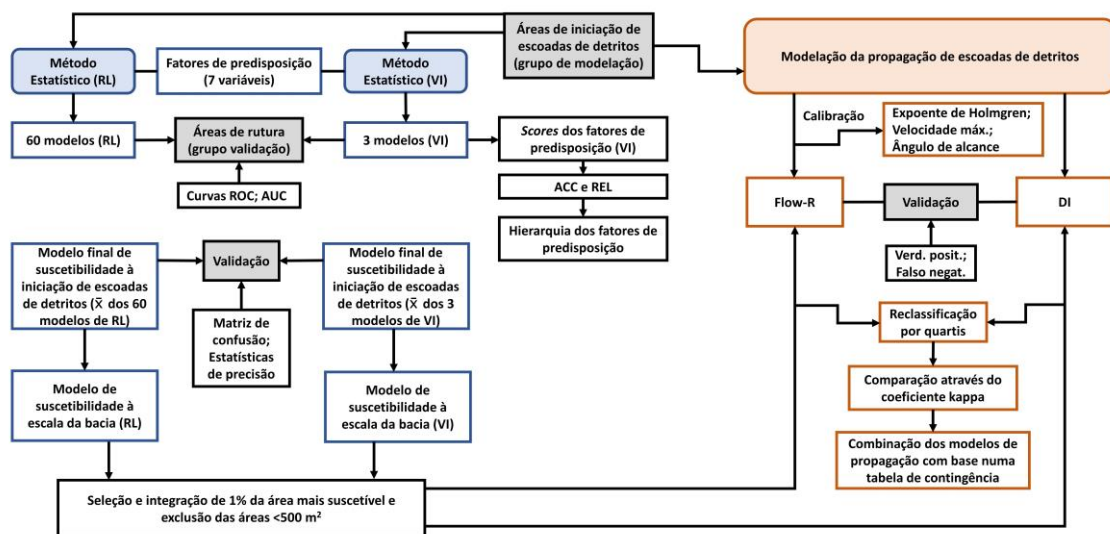 Áreas de iniciação de
escoadas de detritos
(grupo de modelação)
Método
Estatístico (RL)
Fatores de predisposição
(7 variáveis)
Método
Estatístico (VI)
Modelação da propagação de escoadas de detritos
60 modelos (RL)
Áreas de rutura
(grupo validação)
3 modelos (VI)
Scores dos fatores de
predisposição (VI)
Calibração
Expoente de Holmgren;
Velocidade máx.;
Ângulo de alcance
Curvas ROC; AUC
ACC e REL
Hierarquia dos fatores de
predisposição
Flow-R
Validação
DI
Verd. posit.;
Falso negat.
Modelo final de
suscetibilidade à
iniciação de escoadas
de detritos (x̄ dos 60
modelos de RL)
Validação
Modelo final de
suscetibilidade à
iniciação de escoadas
de detritos (x̄ dos 3
modelos de VI)
Matriz de
confusão;
Estatísticas
de precisão
Reclassificação
por quartis
Modelo de
suscetibilidade à
escala da bacia (RL)
Modelo de
suscetibilidade à
escala da bacia (VI)
Comparação através do
coeficiente kappa
Combinação dos modelos de
propagação com base numa
tabela de contingência
Seleção e integração de 1% da área mais suscetível e
exclusão das áreas <500 m²